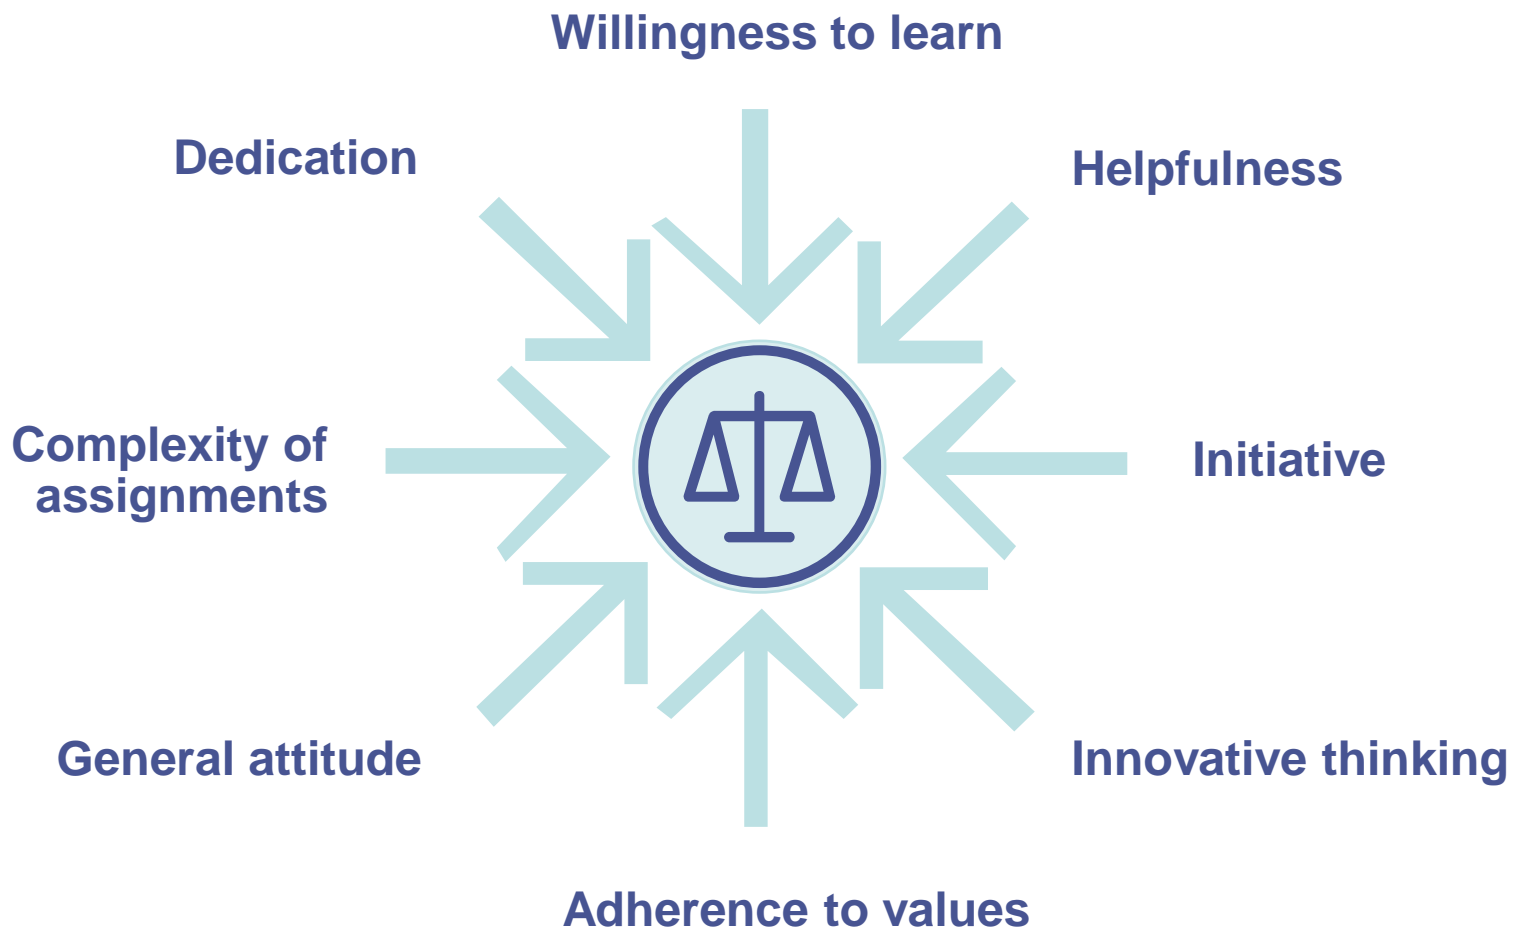 Willingness to learn
Dedication
Helpfulness
Complexity of
assignments
Initiative
General attitude
Innovative thinking
Adherence to values